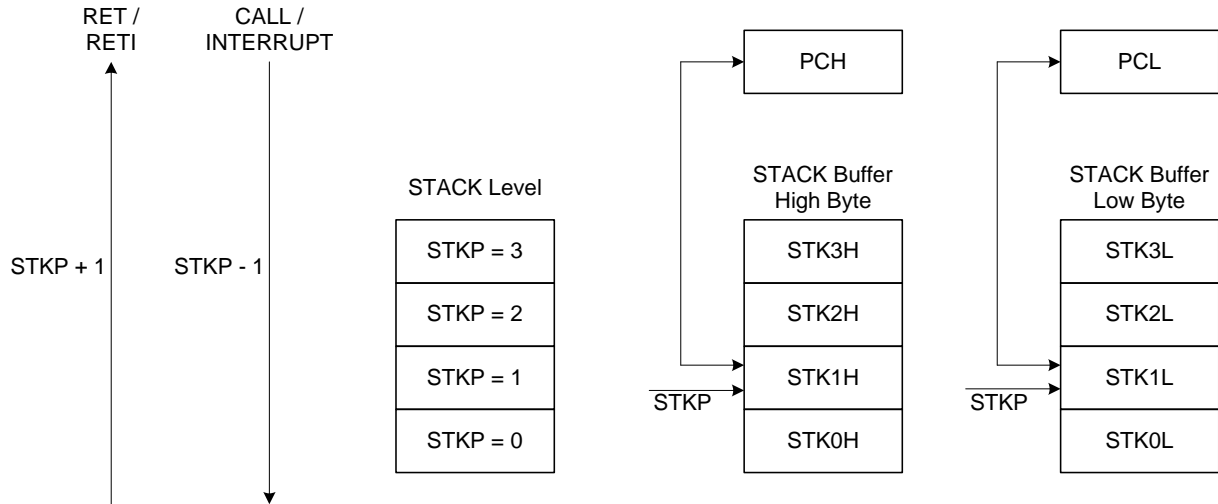 RET /
RETI
CALL /
INTERRUPT
PCH
PCL
STACK Level
STACK Buffer
High Byte
STACK Buffer
Low Byte
STKP + 1
STKP - 1
STKP = 3
STK3H
STK3L
STKP = 2
STK2H
STK2L
STKP = 1
STK1H
STK1L
STKP
STKP
STKP = 0
STK0H
STK0L